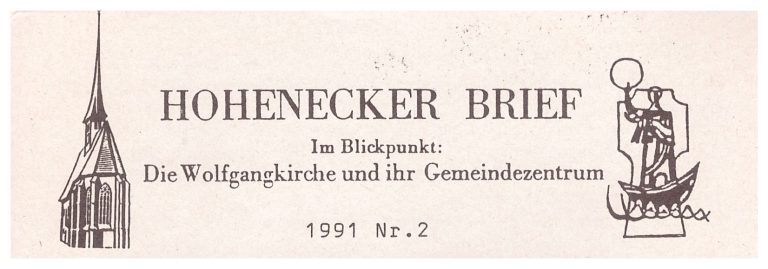 HOHENECKER BRIEF
Im Blickpunkt:
Die Wolfgangkirche und ihr Gemeindezentrum
1991 Nr.2